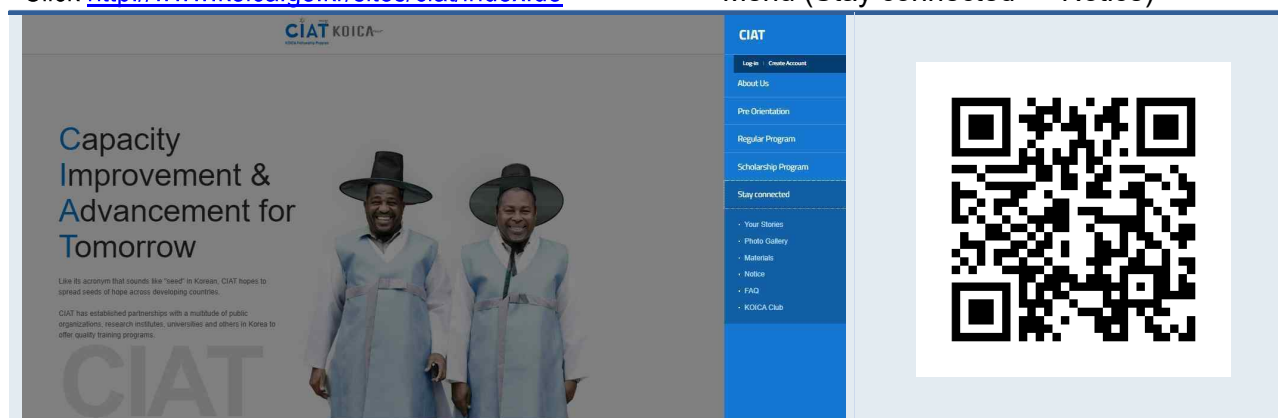 Click http://www.koica.go.kr/sites/ciat/index.do
Menu (Stay connected → Notice)
CIAT KOICA
CIAT
Log-in | Create Account
About Us
Pre Orientation
Regular Program
Scholarship Program
Stay connected
· Your Stories
· Photo Gallery
· Materials
· Notice
· FAQ
· KOICA Club
Capacity
Improvement &
Advancement for
Tomorrow
Like its acronym that sounds like "seed" in Korean, CIAT hopes to
spread seeds of hope across developing countries.
CIAT has established partnerships with a multitude of public
organizations, research institutes, universities and others in Korea to
offer quality training programs.
CIAT